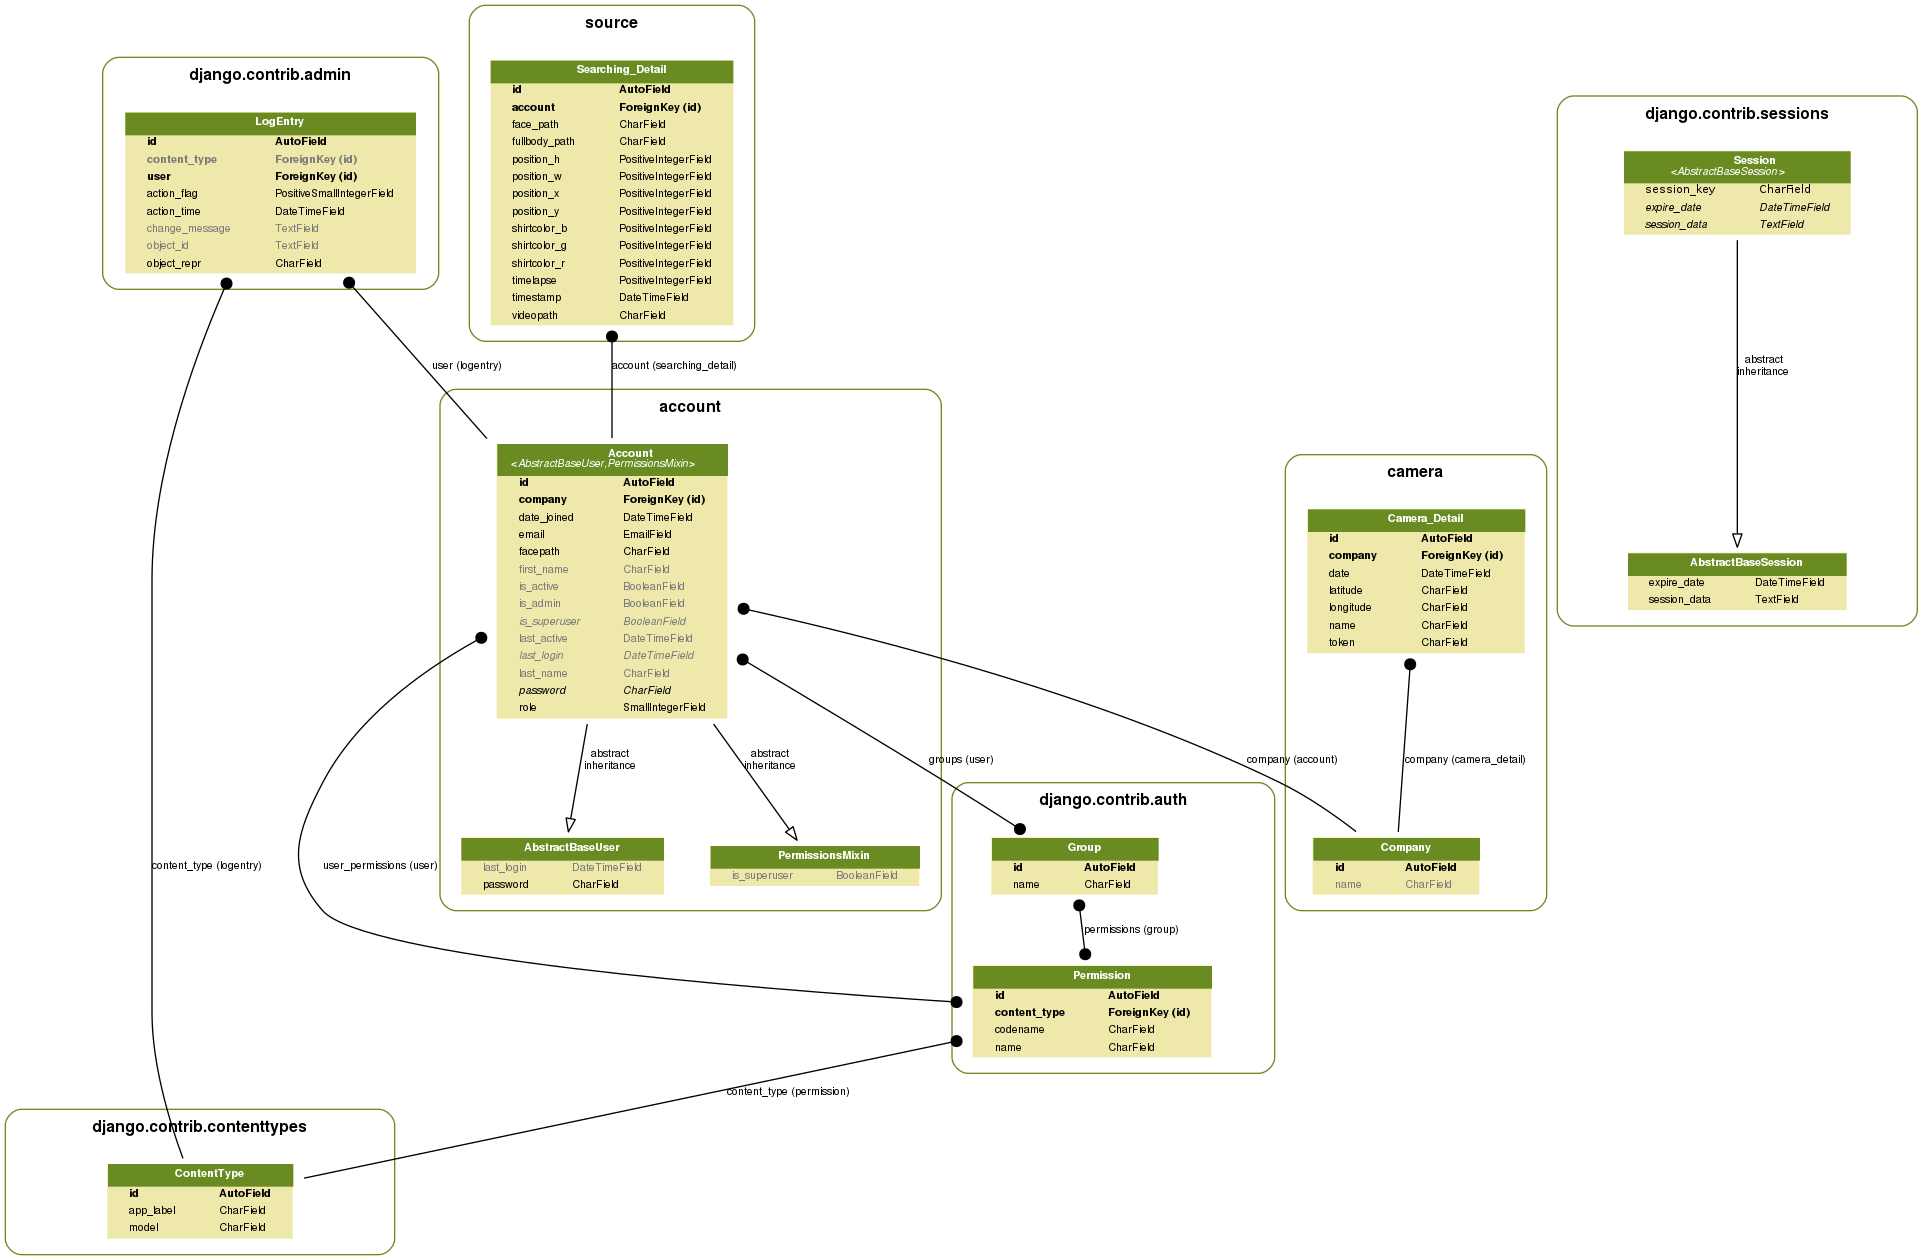 source
Searching_Detail
id AutoField
account ForeignKey (id)
face_path CharField
fullbody_path CharField
position_h PositiveIntegerField
position_w PositiveIntegerField
position_x PositiveIntegerField
position_y PositiveIntegerField
shirtcolor_b PositiveIntegerField
shirtcolor_g PositiveIntegerField
shirtcolor_r PositiveIntegerField
timelapse PositiveIntegerField
timestamp DateTimeField
videopath CharField
django.contrib.admin
LogEntry
id AutoField
content_type ForeignKey (id)
user ForeignKey (id)
action_flag PositiveSmallIntegerField
action_time DateTimeField
change_message TextField
object_id TextField
object_repr CharField
django.contrib.sessions
Session
<AbstractBaseSession>
session_key CharField
expire_date DateTimeField
session_data TextField
abstract
inheritance
AbstractBaseSession
expire_date DateTimeField
session_data TextField
user (logentry)
account (searching_detail)
account
Account
<AbstractBaseUser,PermissionsMixin>
id AutoField
company ForeignKey (id)
date_joined DateTimeField
email EmailField
facepath CharField
first_name CharField
is_active BooleanField
is_admin BooleanField
is_superuser BooleanField
last_active DateTimeField
last_login DateTimeField
last_name CharField
password CharField
role SmallIntegerField
abstract
inheritance
abstract
inheritance
AbstractBaseUser
last_login DateTimeField
password CharField
PermissionsMixin
is_superuser BooleanField
camera
Camera_Detail
id AutoField
company ForeignKey (id)
date DateTimeField
latitude CharField
longitude CharField
name CharField
token CharField
groups (user)
company (account)
company (camera_detail)
Company
id AutoField
name CharField
django.contrib.auth
Group
id AutoField
name CharField
permissions (group)
Permission
id AutoField
content_type ForeignKey (id)
codename CharField
name CharField
content_type (logentry)
user_permissions (user)
content_type (permission)
django.contrib.contenttypes
ContentType
id AutoField
app_label CharField
model CharField